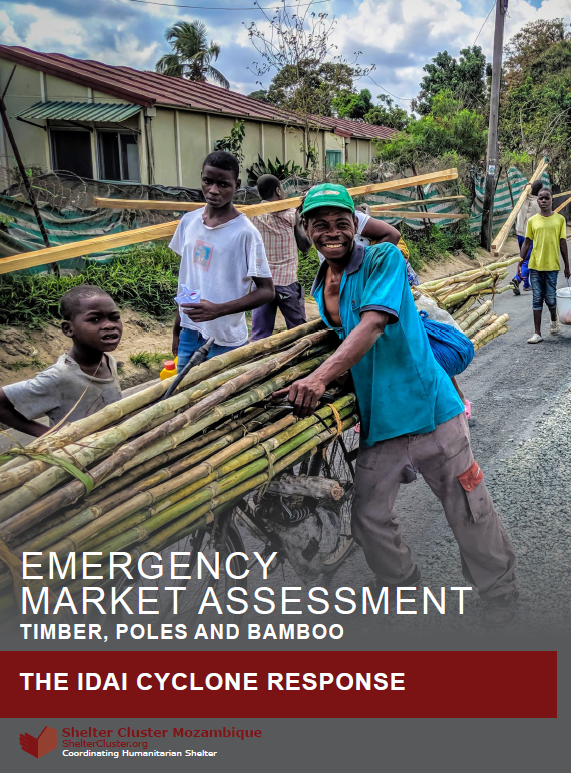 EMERGENCY
MARKET ASSESSMENT
TIMBER, POLES AND BAMBOO
THE IDAI CYCLONE RESPONSE
Shelter Cluster Mozambique
ShelterCluster.org
Coordinating Humanitarian Shelter